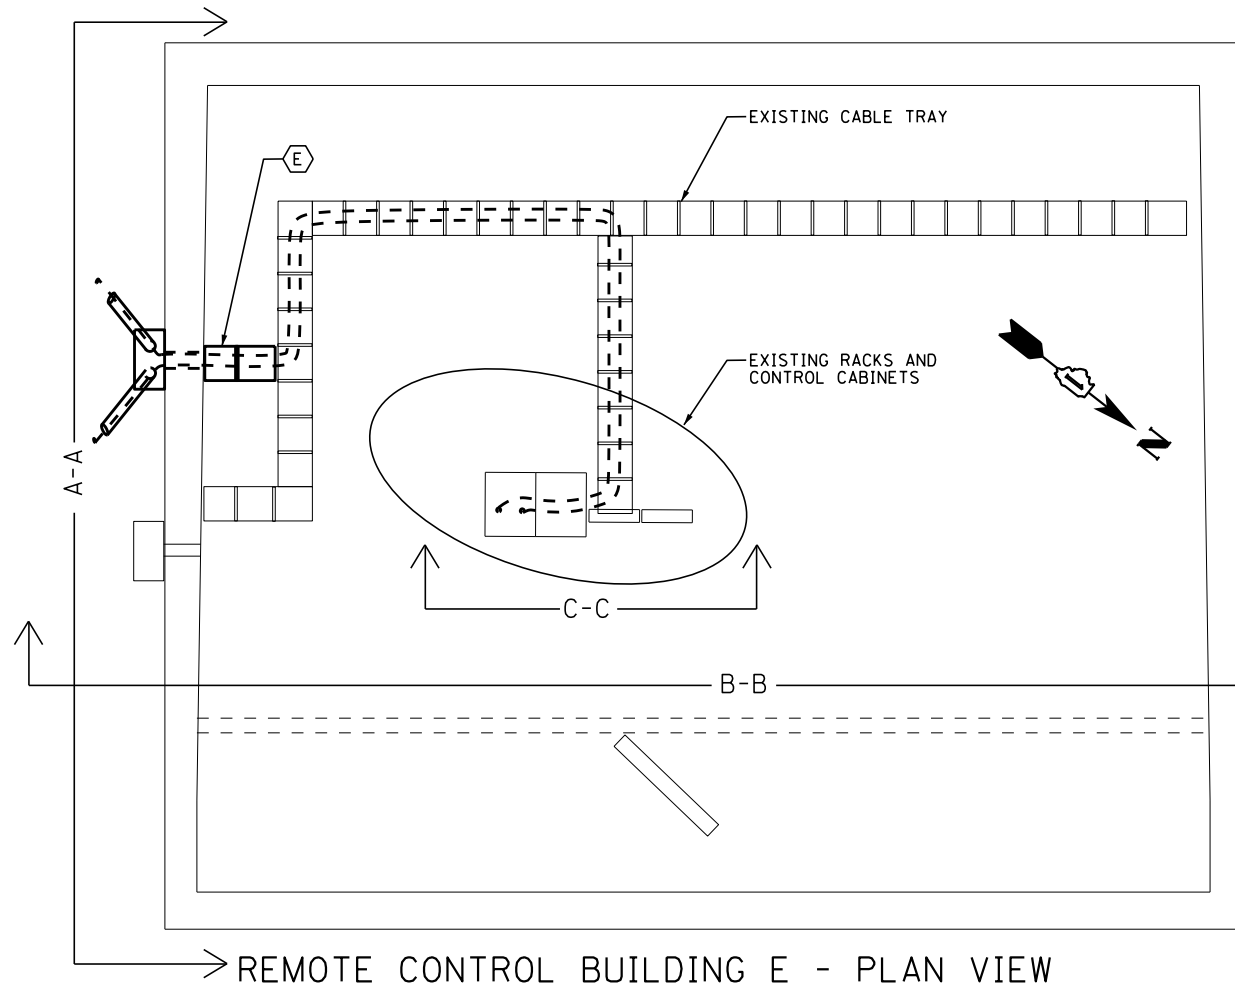 EXISTING CABLE TRAY
E
EXISTING RACKS AND
CONTROL CABINETS
N
A-A
C-C
B-B
REMOTE CONTROL BUILDING E - PLAN VIEW